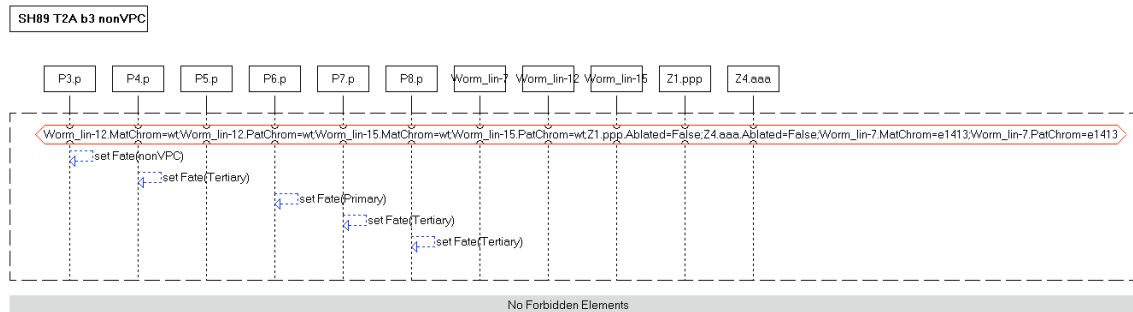 SH89 T2A b3 nonVPC
P3.p P4.p P5.p P6.p P7.p P8.p Worm_lin-7 Worm_lin-12 Worm_lin-15 Z1.ppp Z4.aaa
Worm_lin-12.MatChrom=wt;Worm_lin-12.PatChrom=wt;Worm_lin-15.MatChrom=wt;Worm_lin-15.PatChrom=wt;Z1.ppp.Ablated=False;Z4.aaa.Ablated=False;Worm_lin-7.MatChrom=e1413;Worm_lin-7.PatChrom=e1413
set Fate(nonVPC)
set Fate(Tertiary)
set Fate(Primary)
set Fate(Tertiary)
set Fate(Tertiary)
No Forbidden Elements